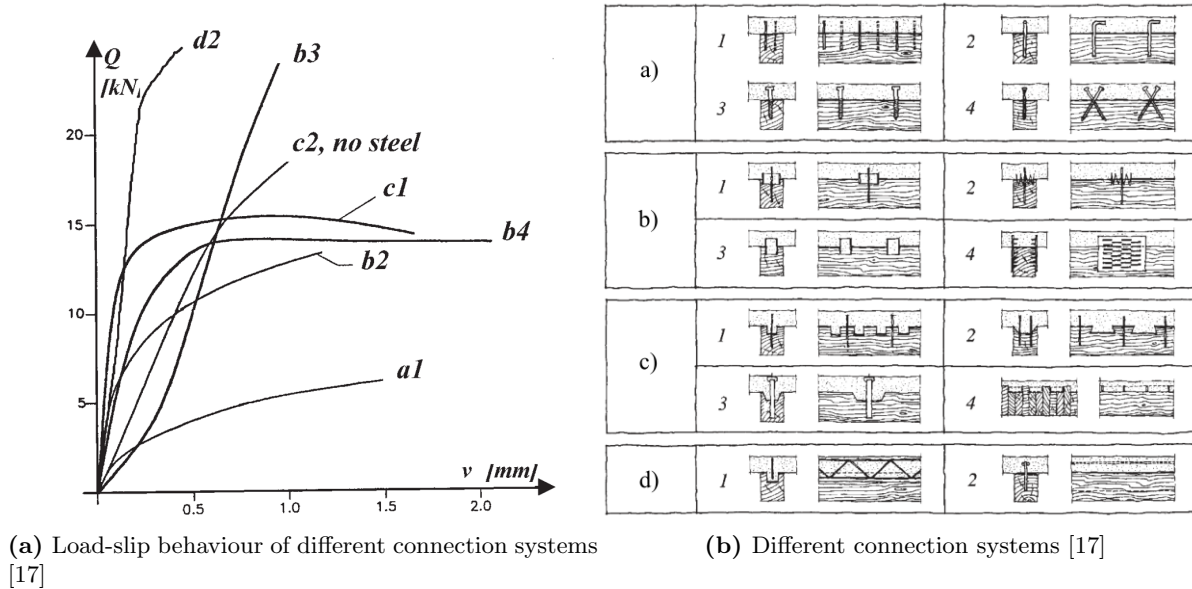 Q
[kN]
20
15
10
5
d2
b3
c2, no steel
c1
b4
b2
a1
v [mm]
0.5
1.0
1.5
2.0
(a) Load-slip behaviour of different connection systems
[17]
a)
1
2
3
4
b)
1
2
3
4
c)
1
2
3
4
d)
1
2
(b) Different connection systems [17]